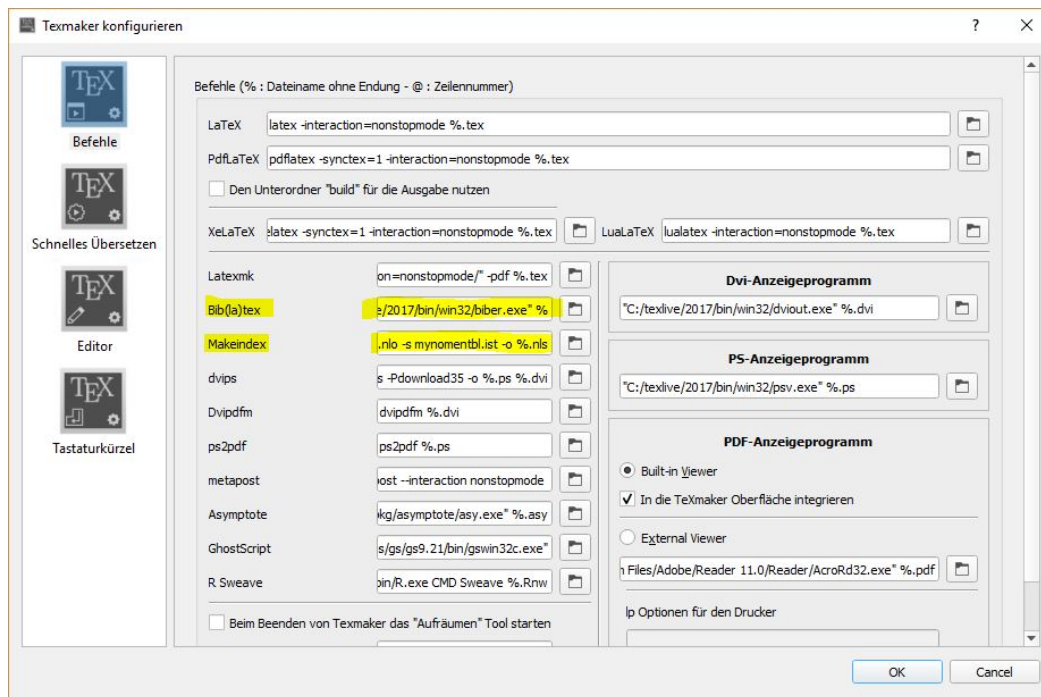 Texmaker konfigurieren
TEX
Befehle
TEX
Schnelles Übersetzen
TEX
Editor
TEX
Tastaturkürzel
Befehle (% : Dateiname ohne Endung - @ : Zeilennummer)
LaTeX latex -interaction=nonstopmode %.tex
PdfLaTeX pdflatex -synctex=1 -interaction=nonstopmode %.tex
Den Unterordner "build" für die Ausgabe nutzen
XeLaTeX elatex -synctex=1 -interaction=nonstopmode %.tex LuaLaTeX lualatex -interaction=nonstopmode %.tex
Latexmk on=nonstopmode/" -pdf %.tex
Bib(la)tex e/2017/bin/win32/biber.exe" %
Makeindex .nlo -s mynomentbl.ist -o %.nls
dvips s -Pdownload35 -o %.ps %.dvi
Dvipdfm dvipdfm %.dvi
ps2pdf ps2pdf %.ps
metapost post --interaction nonstopmode
Asymptote kg/asymptote/asy.exe" %.asy
GhostScript s/gs/gs9.21/bin/gswin32c.exe"
R Sweave bin/R.exe CMD Sweave %.Rnw
Beim Beenden von Texmaker das "Aufräumen" Tool starten
Dvi-Anzeigeprogramm
"C:/texlive/2017/bin/win32/dviout.exe" %.dvi
PS-Anzeigeprogramm
"C:/texlive/2017/bin/win32/psv.exe" %.ps
PDF-Anzeigeprogramm
Built-in Viewer
In die TeXmaker Oberfläche integrieren
External Viewer
n Files/Adobe/Reader 11.0/Reader/AcroRd32.exe" %.pdf
lp Optionen für den Drucker
OK Cancel